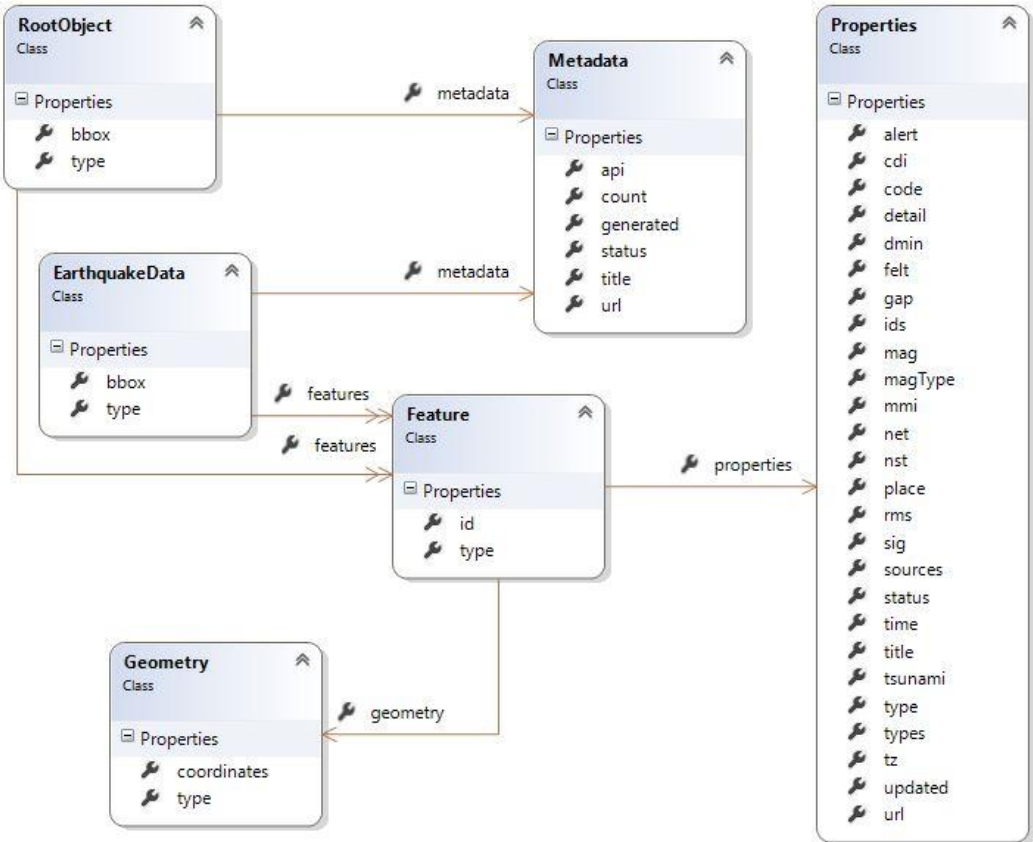 RootObject
Class
Properties
bbox
type
metadata
Metadata
Class
Properties
api
count
generated
status
title
url
EarthquakeData
Class
Properties
bbox
type
metadata
features
features
Feature
Class
Properties
id
type
properties
Geometry
Class
Properties
coordinates
type
geometry
Properties
Class
Properties
alert
cdi
code
detail
dmin
felt
gap
ids
mag
magType
mmi
net
nst
place
rms
sig
sources
status
time
title
tsunami
type
types
tz
updated
url